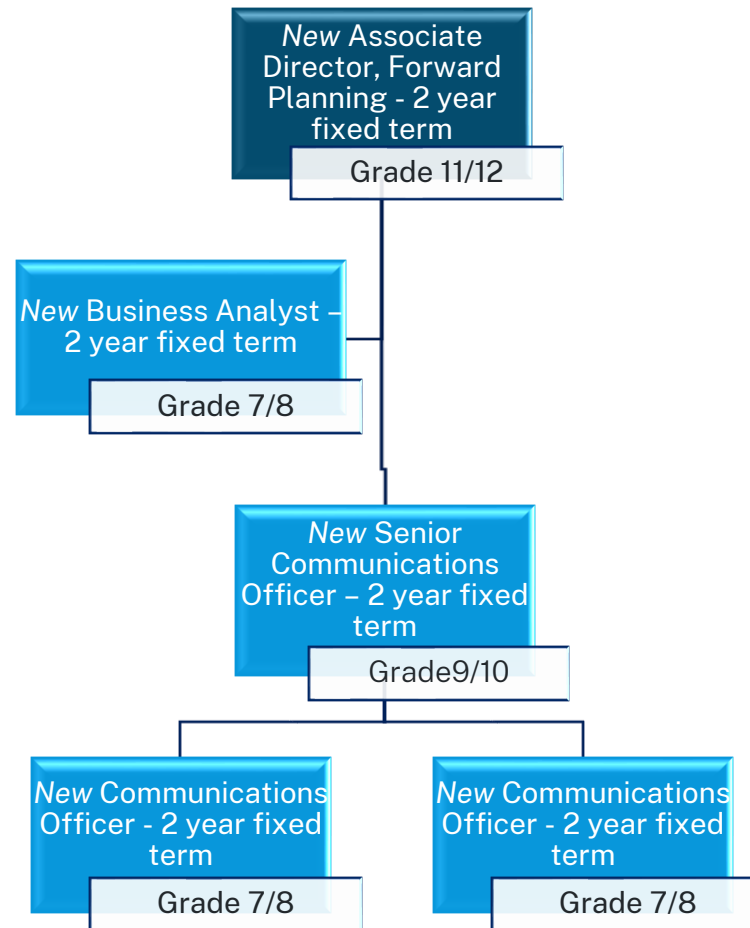 New Associate
Director, Forward
Planning - 2 year
fixed term
Grade 11/12
New Business Analyst –
2 year fixed term
Grade 7/8
New Senior
Communications
Officer – 2 year fixed
term
Grade9/10
New Communications
Officer - 2 year fixed
term
Grade 7/8
New Communications
Officer - 2 year fixed
term
Grade 7/8